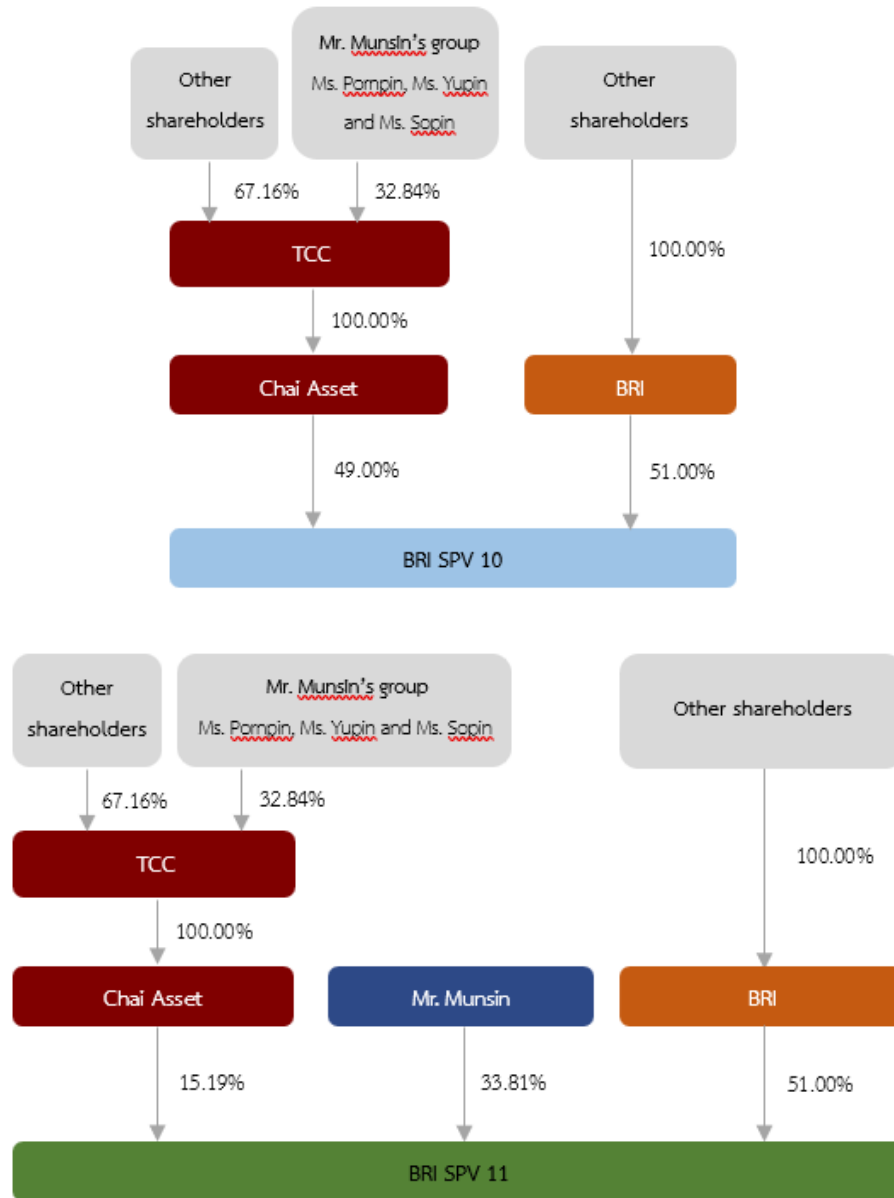 Other
shareholders
Mr. Munsin's group
Ms. Pornpin, Ms. Yupin
and Ms. Sopin
Other
shareholders
67.16%
32.84%
100.00%
TCC
100.00%
Chai Asset
BRI
49.00%
51.00%
BRI SPV 10
Other
shareholders
Mr. Munsin's group
Ms. Pornpin, Ms. Yupin and Ms. Sopin
Other shareholders
67.16%
32.84%
100.00%
TCC
100.00%
Chai Asset
Mr. Munsin
BRI
15.19%
33.81%
51.00%
BRI SPV 11